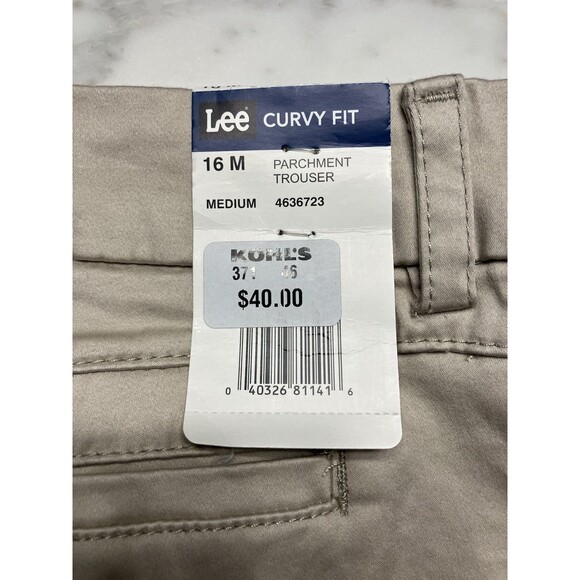 Lee CURVY FIT
16 M PARCHMENT
TROUSER
MEDIUM 4636723
KOHL'S
371
$40.00
0 40326 81141 6